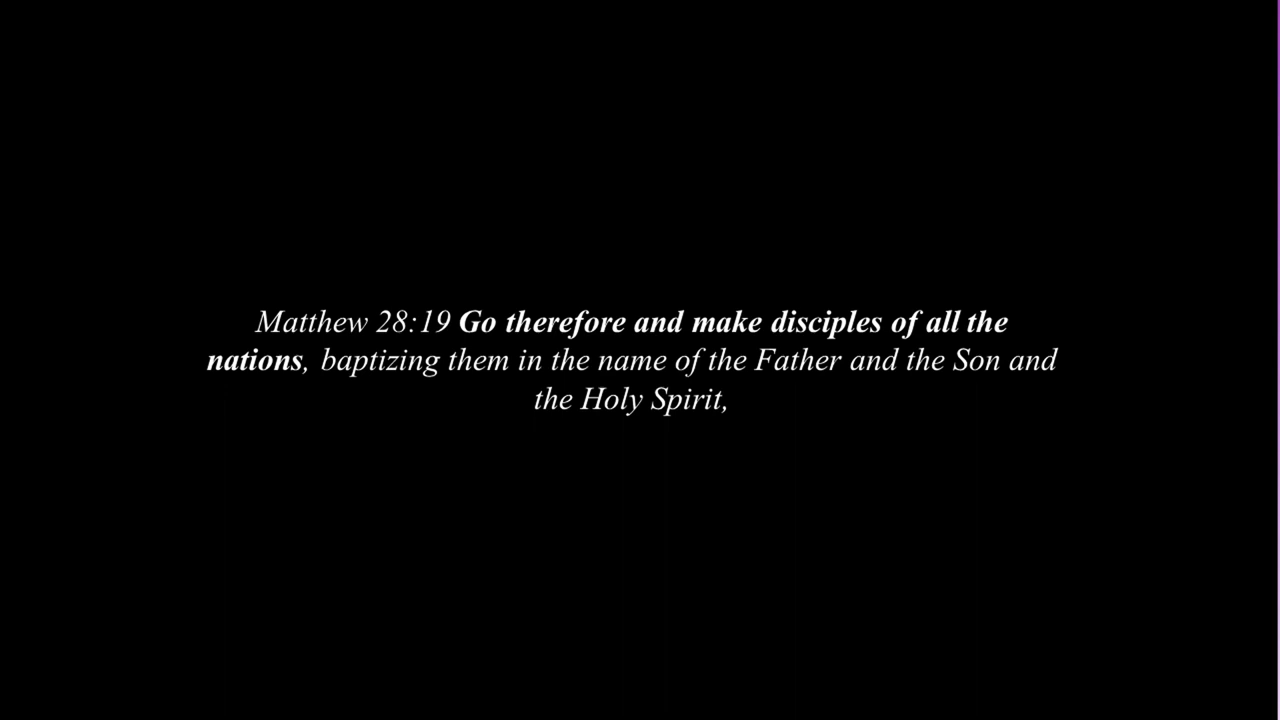 Matthew 28:19 Go therefore and make disciples of all the
nations, baptizing them in the name of the Father and the Son and
the Holy Spirit,